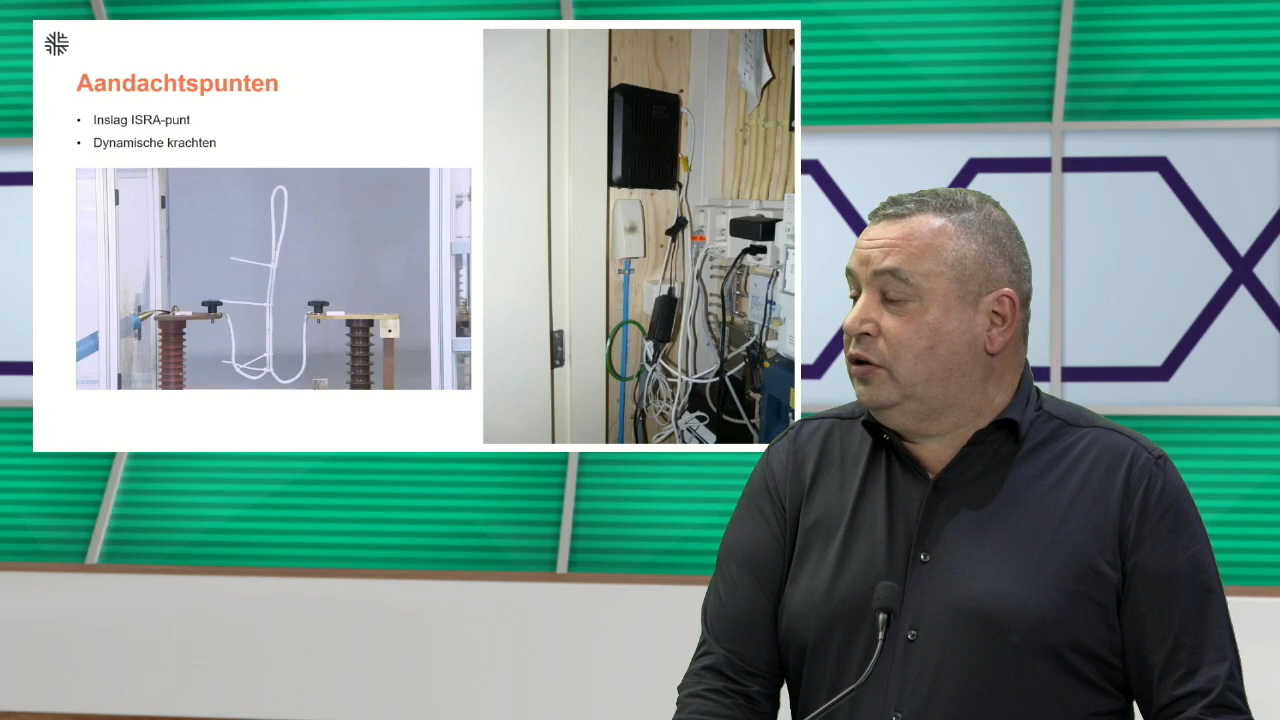 Aandachtspunten
• Inslag ISRA-punt
• Dynamische krachten